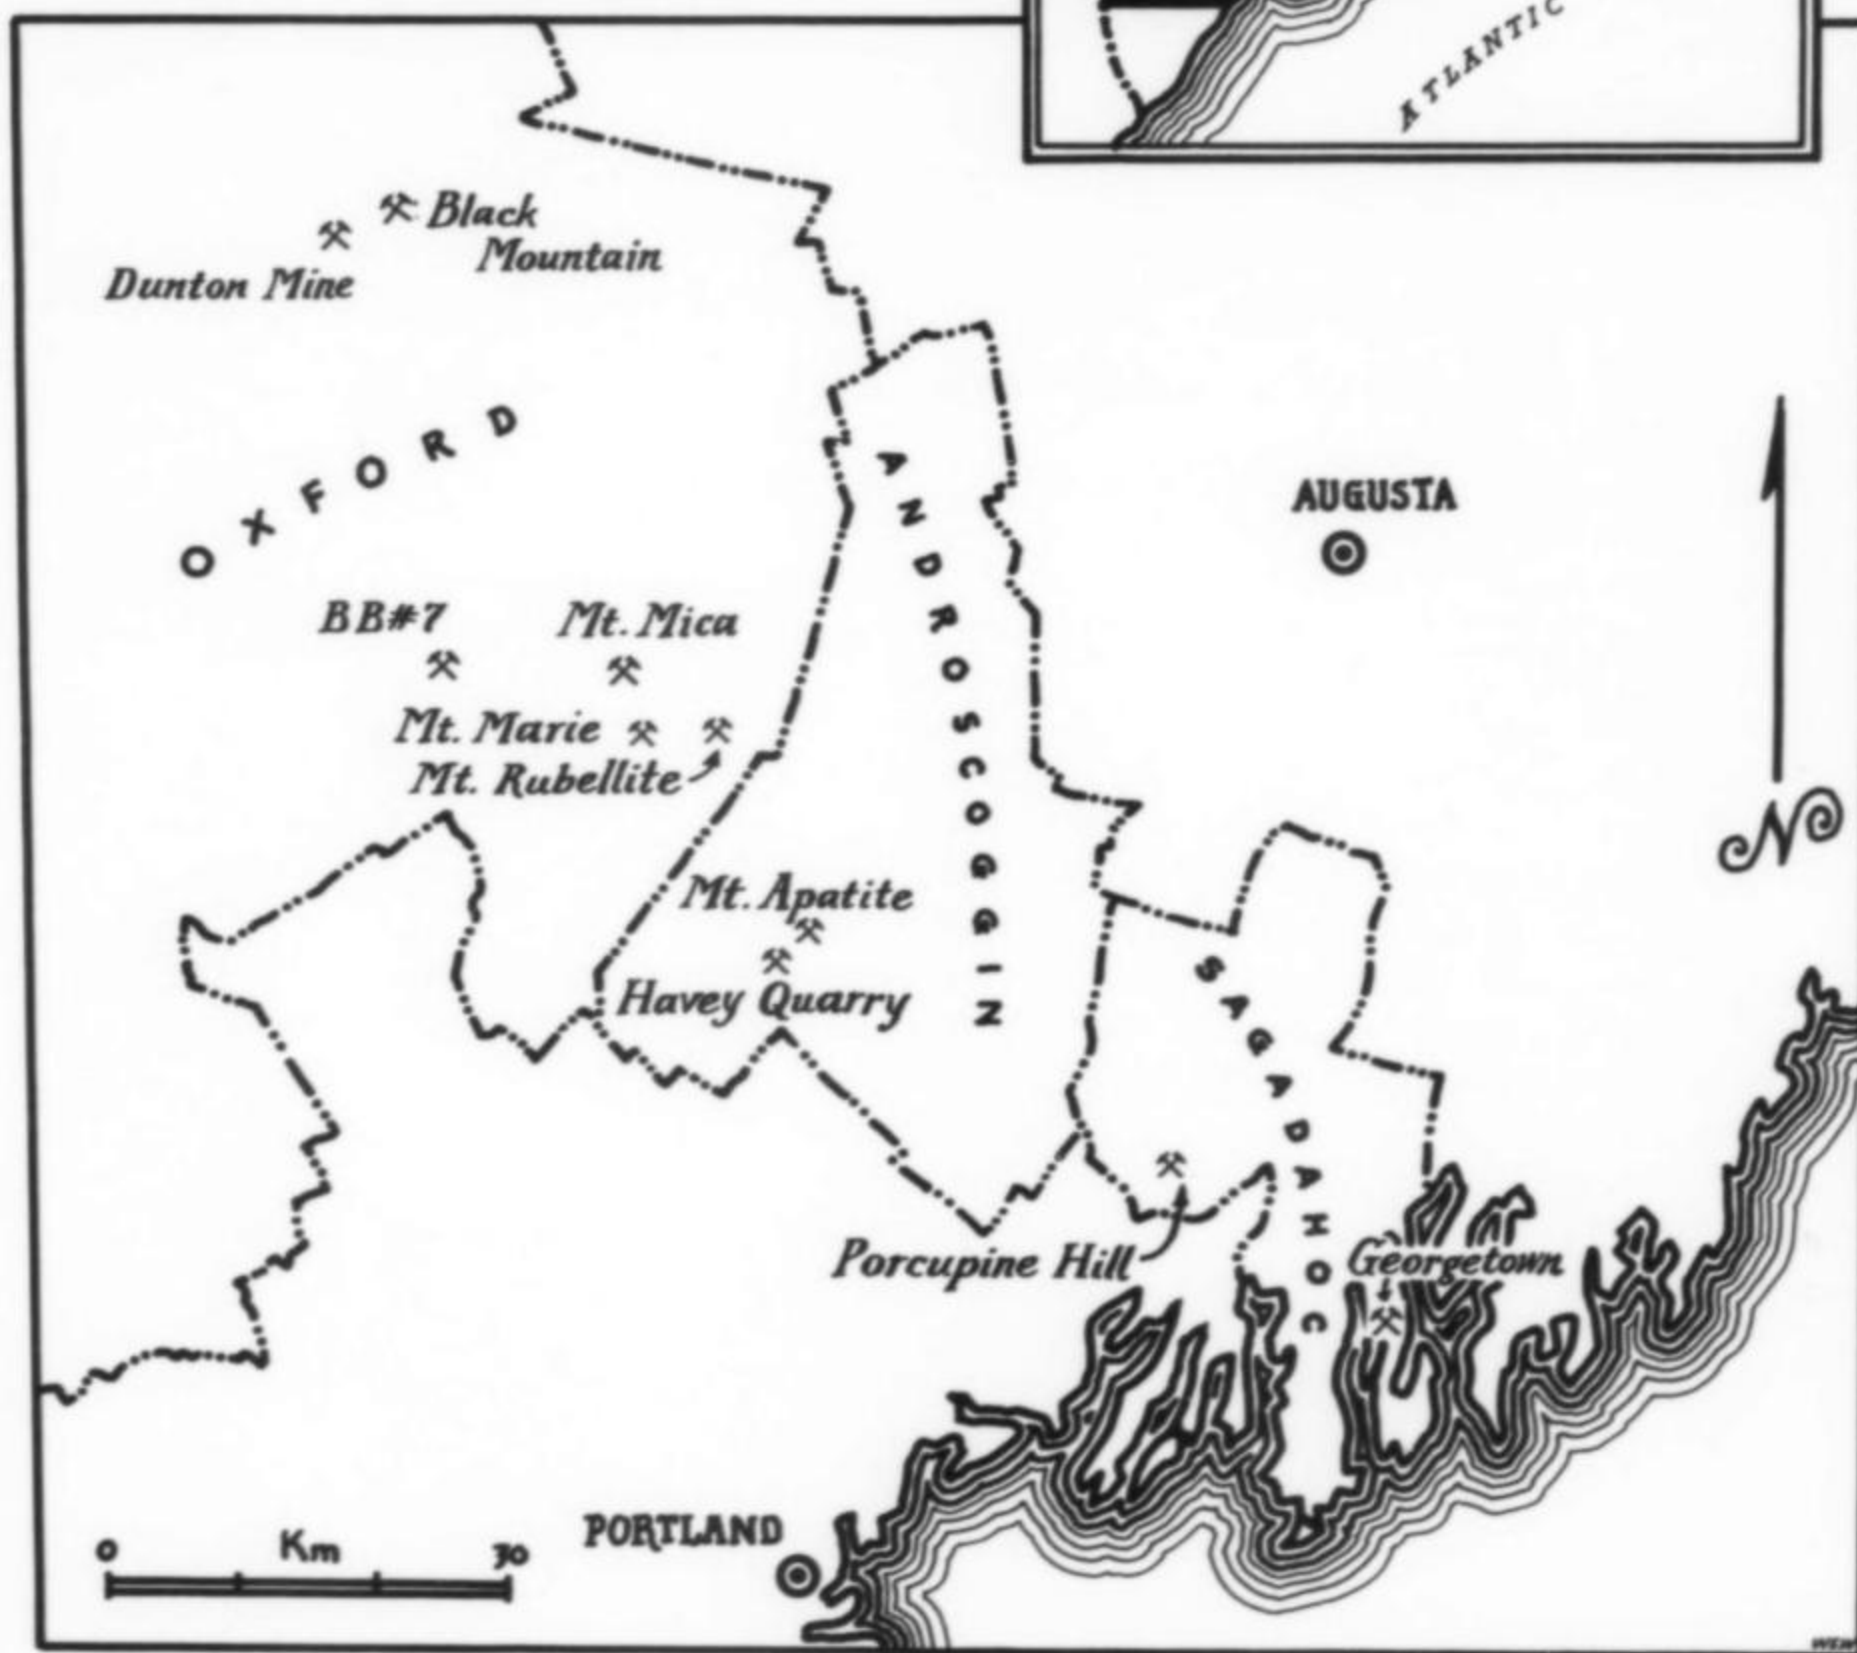 ATLANTIC
Black
Mountain
Dunton Mine
OXFORD
ANDROSCOGGIN
AUGUSTA
BB#7
Mt. Mica
Mt. Marie
Mt. Rubellite
N
Mt. Apatite
Havey Quarry
SAGADAHOC
Porcupine Hill
Georgetown
0 Km 30
PORTLAND